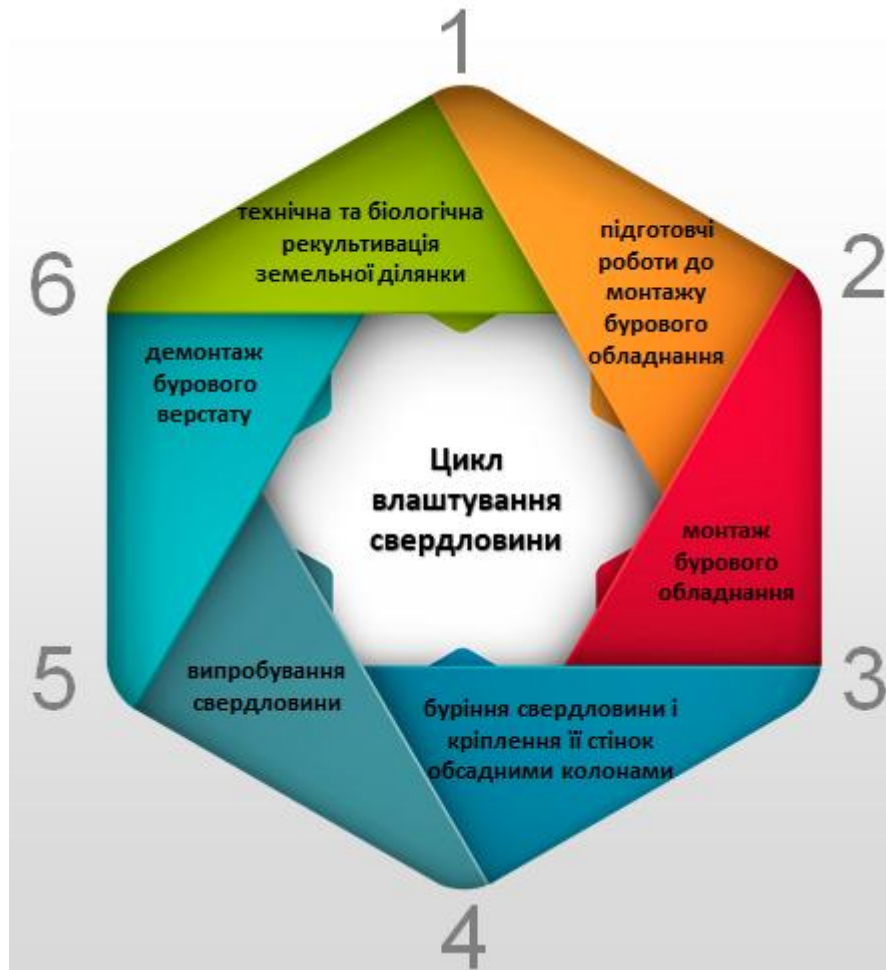 1
підготовчі
роботи до
монтажу
бурового
обладнання
2
монтаж
бурового
обладнання
3
буріння свердловини і
кріплення її стінок
обсадними колонами
4
випробування
свердловини
5
демонтаж
бурового
верстату
6
технічна та біологічна
рекультивація
земельної ділянки
Цикл
влаштування
свердловини